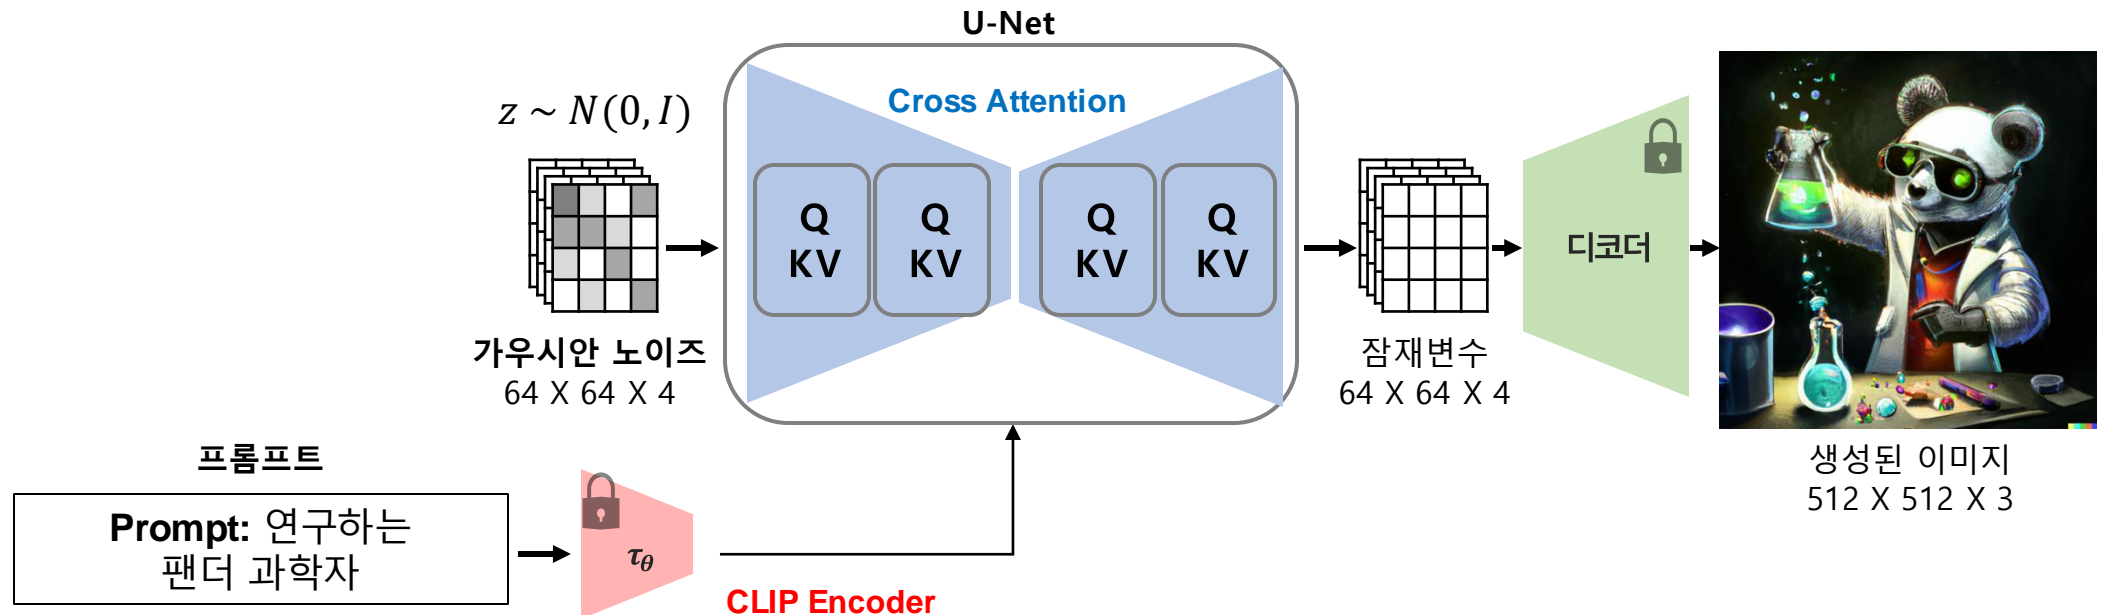 U-Net
Cross Attention
z ~ N(0, I)
Q
KV
Q
KV
Q
KV
Q
KV
가우시안 노이즈
64 X 64 X 4
잠재변수
64 X 64 X 4
디코더
생성된 이미지
512 X 512 X 3
프롬프트
Prompt: 연구하는
팬더 과학자
τθ
CLIP Encoder